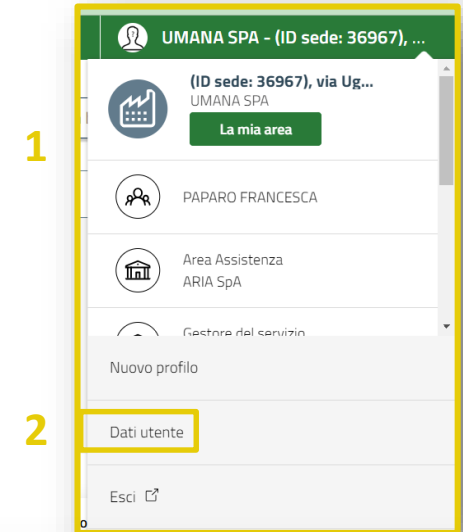 UMANA SPA - (ID sede: 36967), ...
(ID sede: 36967), via Ug...
UMANA SPA
La mia area
1
PAPARO FRANCESCA
Area Assistenza
ARIA SpA
Gestore del servizio
Nuovo profilo
2
Dati utente
Esci